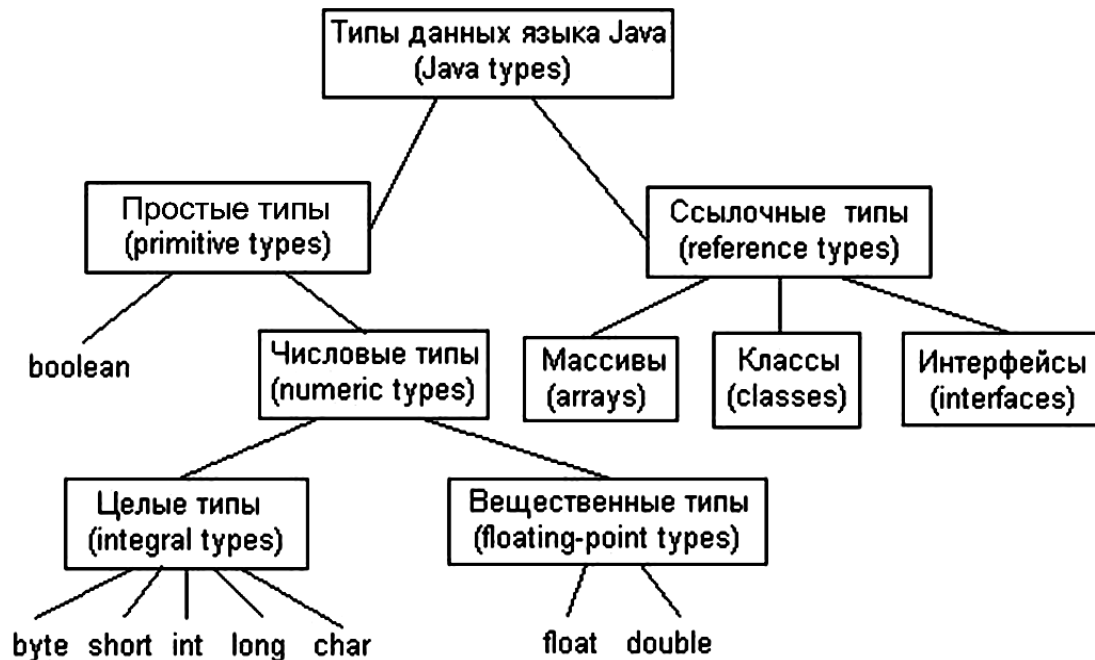 Типы данных языка Java
(Java types)
Простые типы
(primitive types)
Ссылочные типы
(reference types)
boolean
Числовые типы
(numeric types)
Массивы
(arrays)
Классы
(classes)
Интерфейсы
(interfaces)
Целые типы
(integral types)
Вещественные типы
(floating-point types)
byte short int long char
float double